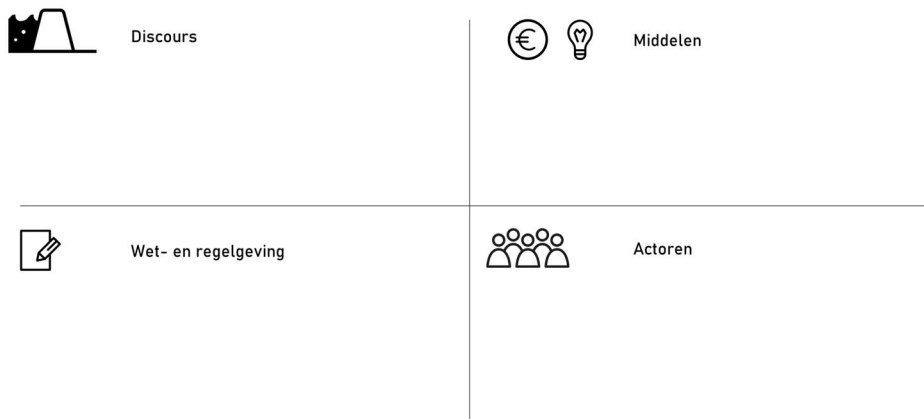 Discours
Middelen
Wet- en regelgeving
Actoren